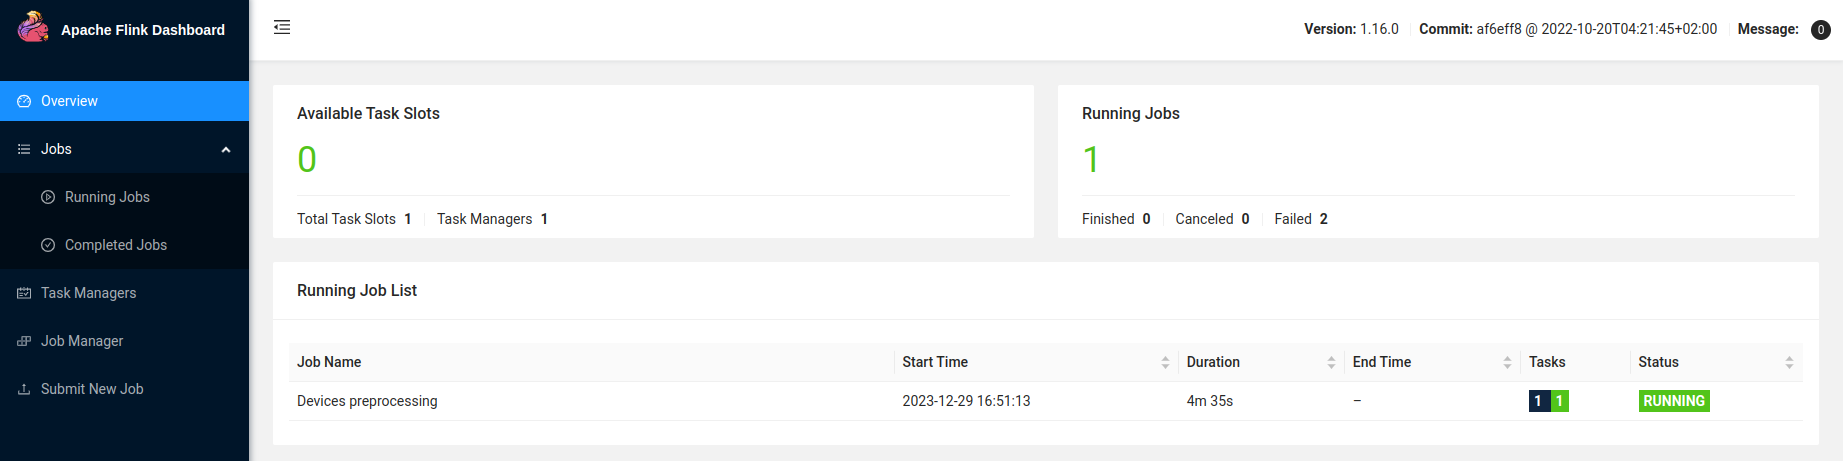 Apache Flink Dashboard
Version: 1.16.0 Commit: af6eff8 @ 2022-10-20T04:21:45+02:00 Message: 0
Overview
Jobs
Running Jobs
Completed Jobs
Task Managers
Job Manager
Submit New Job
Available Task Slots
0
Total Task Slots 1 Task Managers 1
Running Jobs
1
Finished 0 Canceled 0 Failed 2
Running Job List
Job Name Start Time Duration End Time Tasks Status
Devices preprocessing 2023-12-29 16:51:13 4m 35s – 1 1 RUNNING